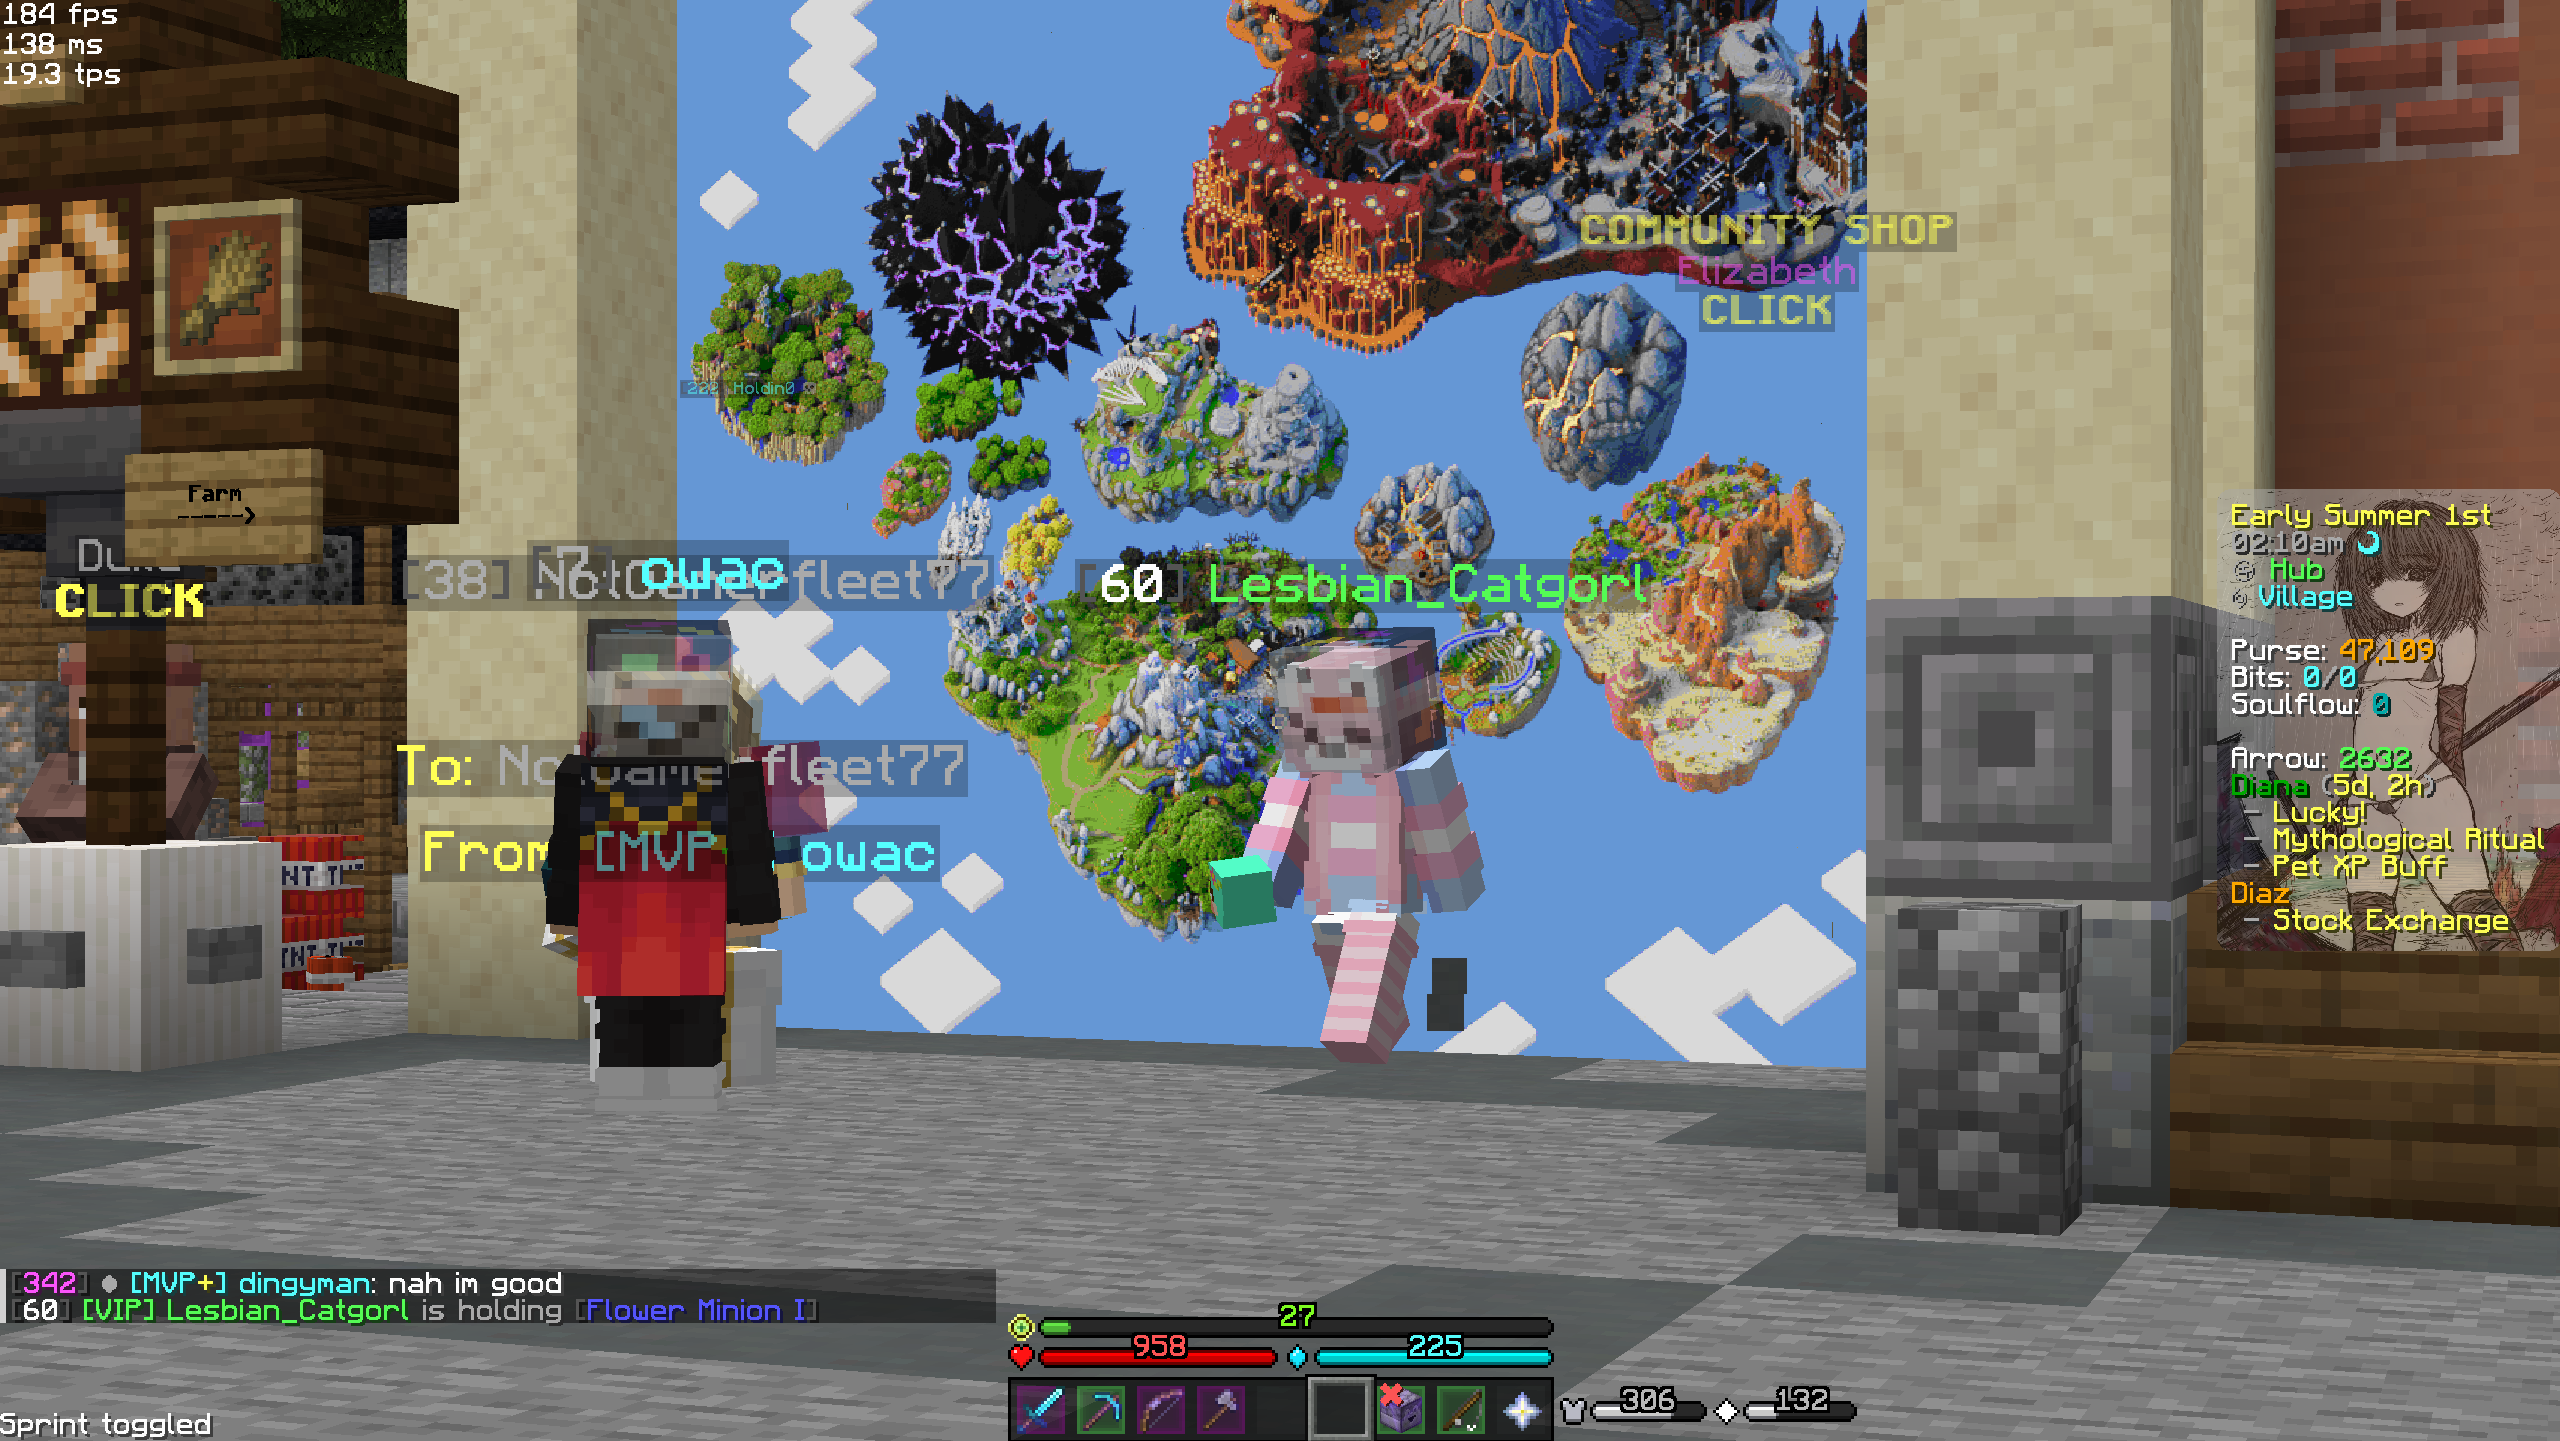 184 fps
138 ms
19.3 tps
COMMUNITY SHOP
Elizabeth
CLICK
Farm
----->
CLICK
[38]
owac
fleet77
[60] Lesbian_Catgorl
To:
fleet77
From [MVP owac
Early Summer 1st
02:10am
Hub
Village
Purse: 47,109
Bits: 0/0
Soulflow: 0
Arrow: 2632
Diana (5d, 2h)
- Lucky!
- Mythological Ritual
- Pet XP Buff
Diaz
- Stock Exchange
[342] [MVP+] dingyman: nah im good
[60] [VIP] Lesbian_Catgorl is holding [Flower Minion I]
27
958
225
306
132
Sprint toggled